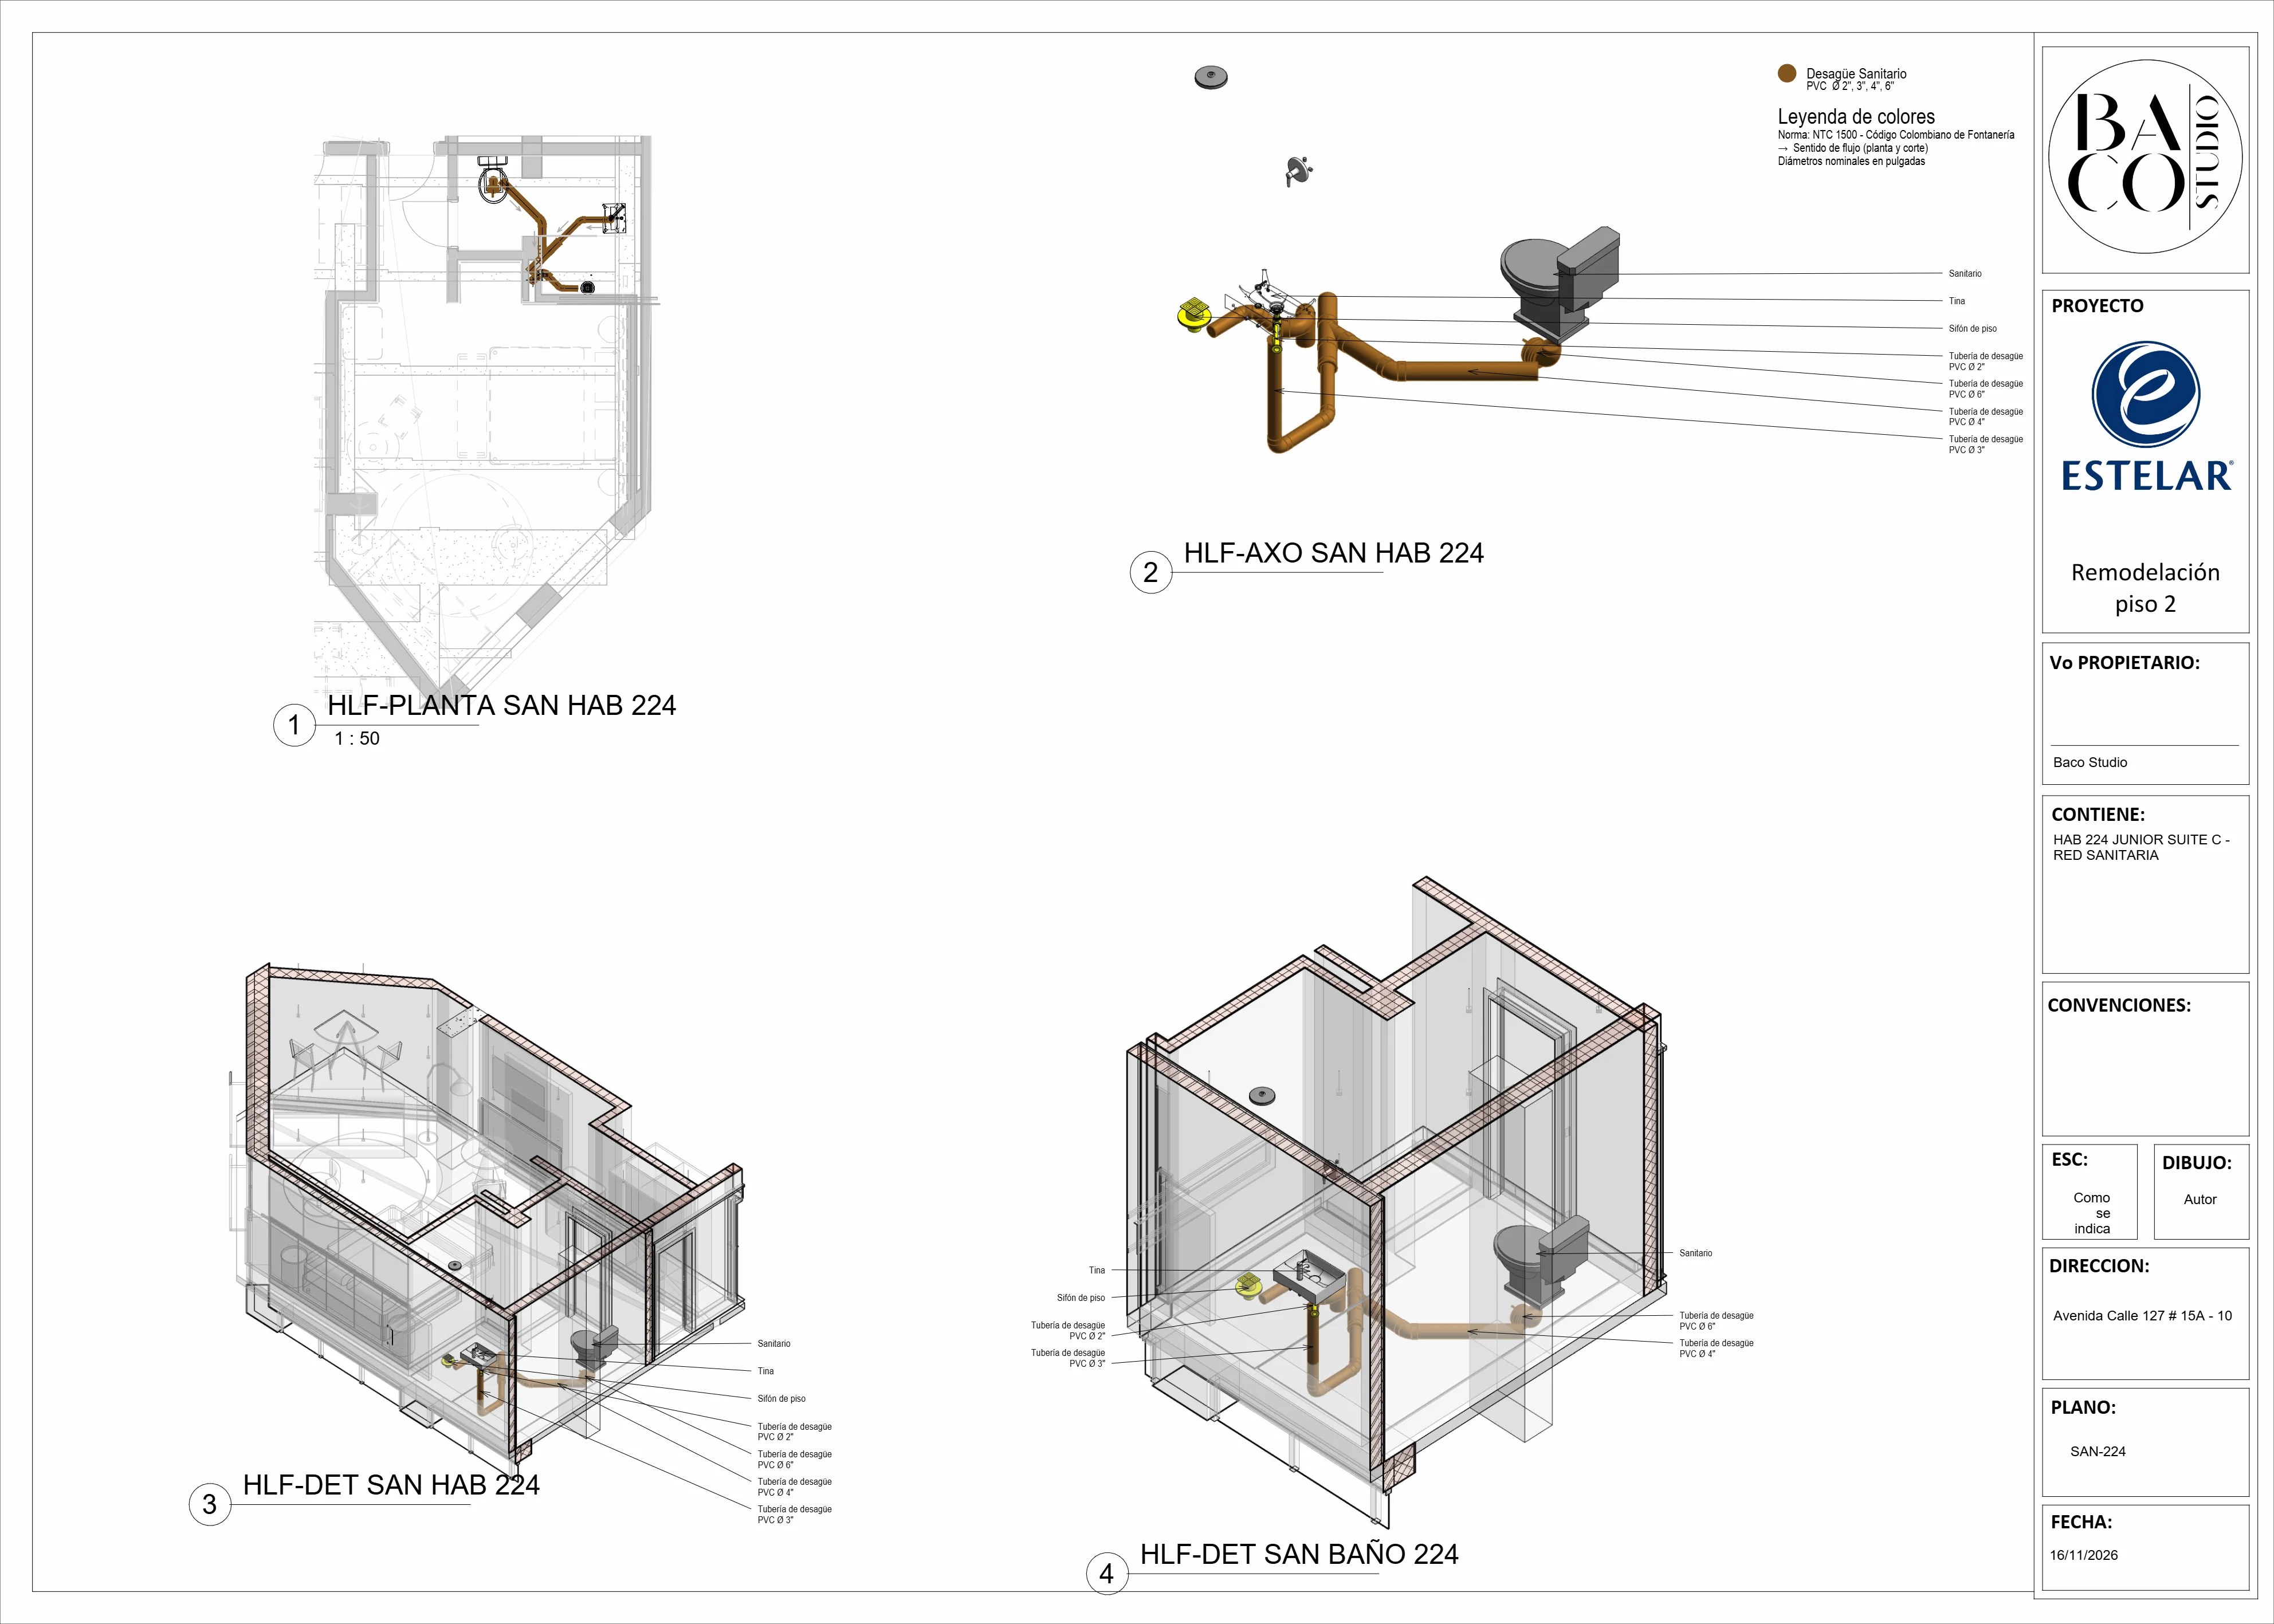 Desagüe Sanitario
PVC Ø 2", 3", 4", 6"
Leyenda de colores
Norma: NTC 1500 - Código Colombiano de Fontanería
→ Sentido de flujo (planta y corte)
Diámetros nominales en pulgadas
Sanitario
Tina
Sifón de piso
Tubería de desagüe
PVC Ø 2"
Tubería de desagüe
PVC Ø 6"
Tubería de desagüe
PVC Ø 4"
Tubería de desagüe
PVC Ø 3"
2
HLF-AXO SAN HAB 224
1
HLF-PLANTA SAN HAB 224
1 : 50
Sanitario
Tina
Sifón de piso
Tubería de desagüe
PVC Ø 2"
Tubería de desagüe
PVC Ø 6"
Tubería de desagüe
PVC Ø 4"
Tubería de desagüe
PVC Ø 3"
3
HLF-DET SAN HAB 224
Tina
Sifón de piso
Tubería de desagüe
PVC Ø 2"
Tubería de desagüe
PVC Ø 3"
Sanitario
Tubería de desagüe
PVC Ø 6"
Tubería de desagüe
PVC Ø 4"
4
HLF-DET SAN BAÑO 224
BA
CO
STUDIO
PROYECTO
ESTELAR®
Remodelación
piso 2
Vo PROPIETARIO:
Baco Studio
CONTIENE:
HAB 224 JUNIOR SUITE C -
RED SANITARIA
CONVENCIONES:
ESC:
Como
se
indica
DIBUJO:
Autor
DIRECCION:
Avenida Calle 127 # 15A - 10
PLANO:
SAN-224
FECHA:
16/11/2026